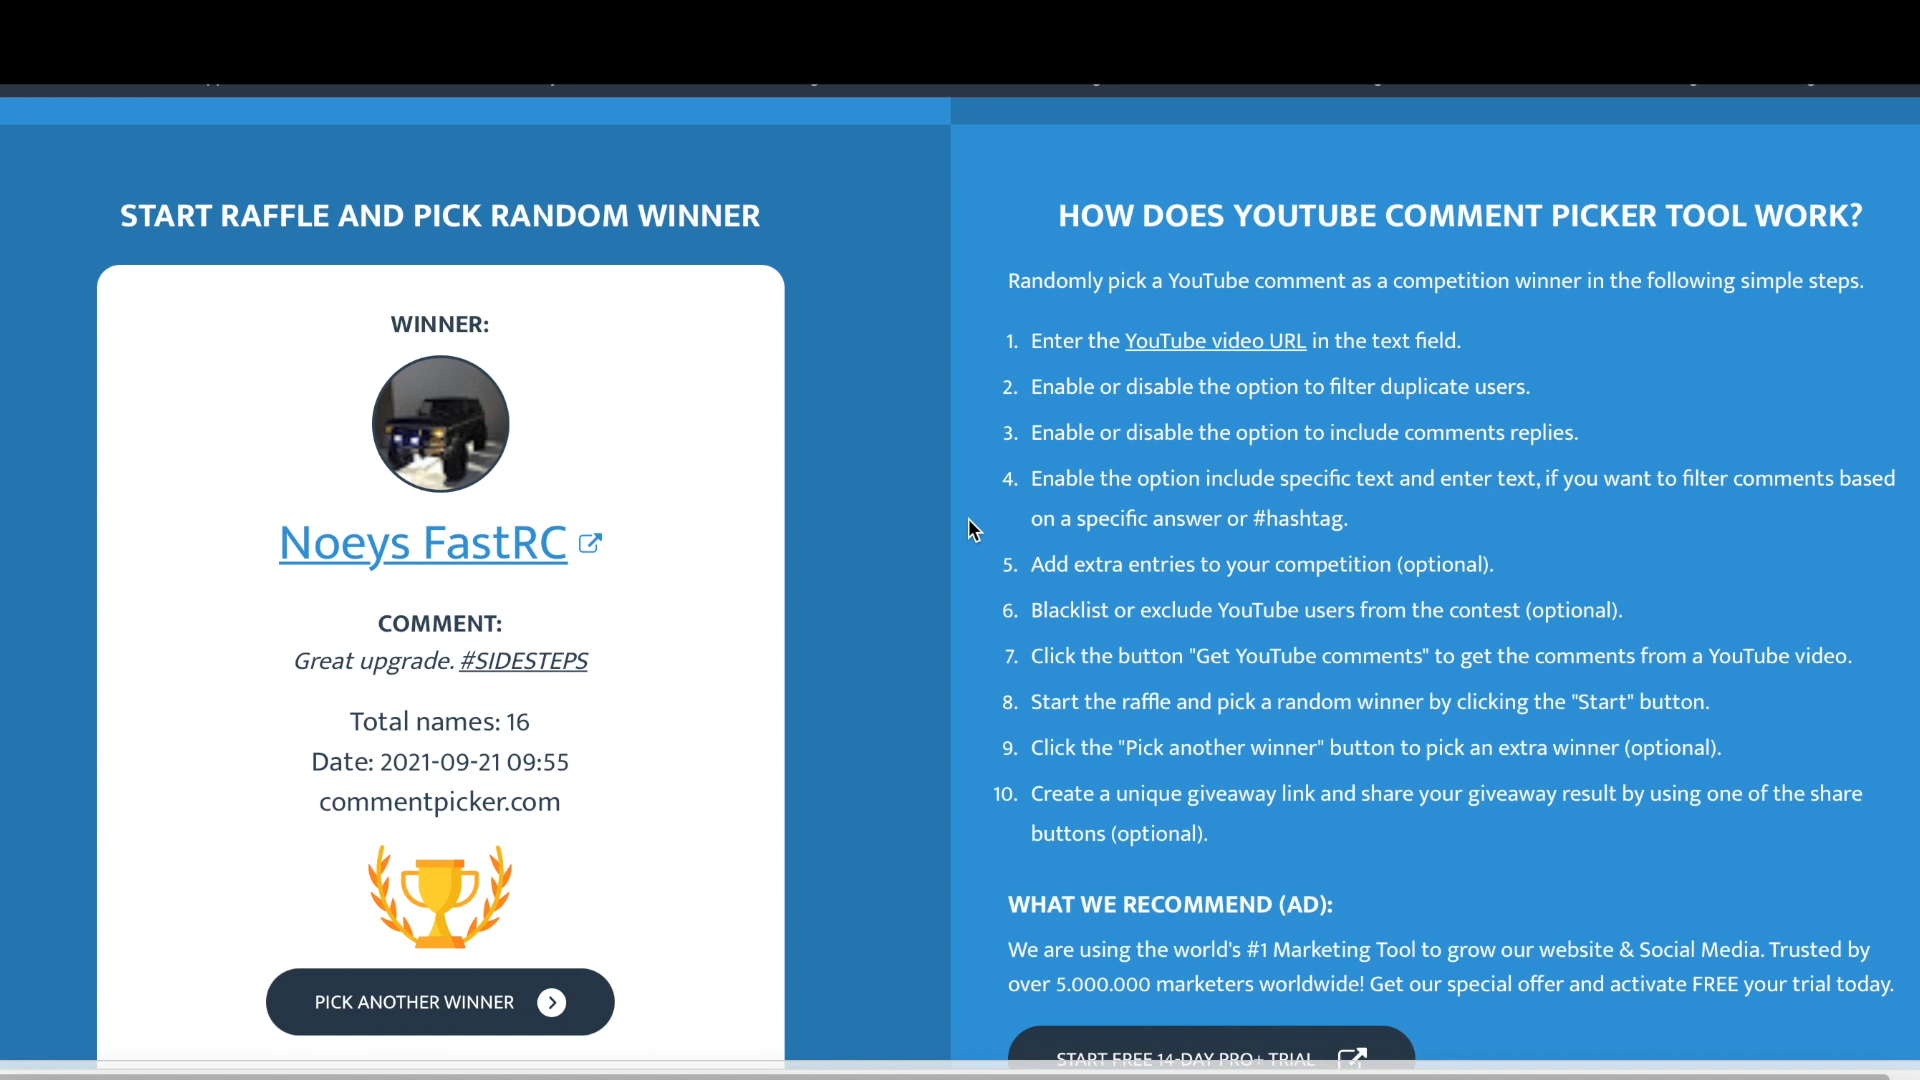 START RAFFLE AND PICK RANDOM WINNER
WINNER:
Noeys FastRC
COMMENT:
Great upgrade. #SIDESTEPS
Total names: 16
Date: 2021-09-21 09:55
commentpicker.com
PICK ANOTHER WINNER
HOW DOES YOUTUBE COMMENT PICKER TOOL WORK?
Randomly pick a YouTube comment as a competition winner in the following simple steps.
1. Enter the YouTube video URL in the text field.
2. Enable or disable the option to filter duplicate users.
3. Enable or disable the option to include comments replies.
4. Enable the option include specific text and enter text, if you want to filter comments based
on a specific answer or #hashtag.
5. Add extra entries to your competition (optional).
6. Blacklist or exclude YouTube users from the contest (optional).
7. Click the button "Get YouTube comments" to get the comments from a YouTube video.
8. Start the raffle and pick a random winner by clicking the "Start" button.
9. Click the "Pick another winner" button to pick an extra winner (optional).
10. Create a unique giveaway link and share your giveaway result by using one of the share
buttons (optional).
WHAT WE RECOMMEND (AD):
We are using the world's #1 Marketing Tool to grow our website & Social Media. Trusted by
over 5.000.000 marketers worldwide! Get our special offer and activate FREE your trial today.
START FREE 14-DAY PRO+ TRIAL